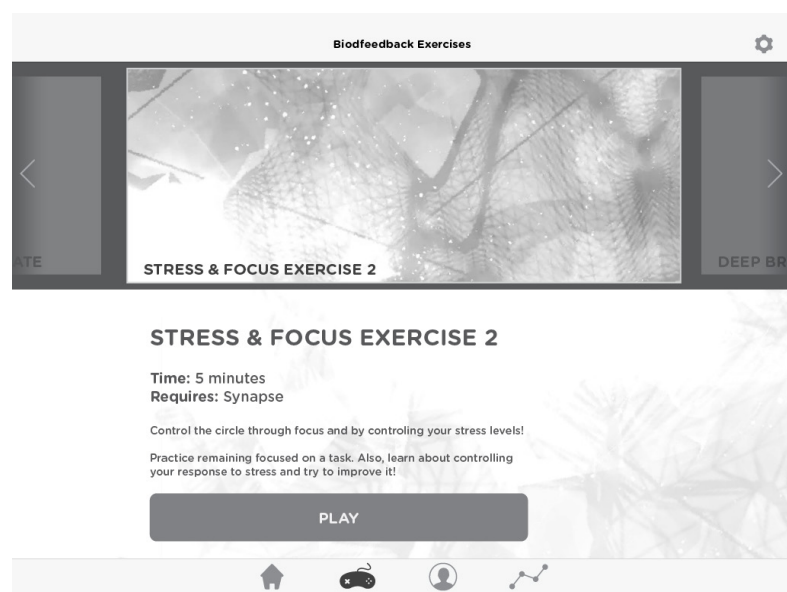 Biodfeedback Exercises
ATE
STRESS & FOCUS EXERCISE 2
DEEP BR
STRESS & FOCUS EXERCISE 2
Time: 5 minutes
Requires: Synapse
Control the circle through focus and by controling your stress levels!
Practice remaining focused on a task. Also, learn about controlling
your response to stress and try to improve it!
PLAY